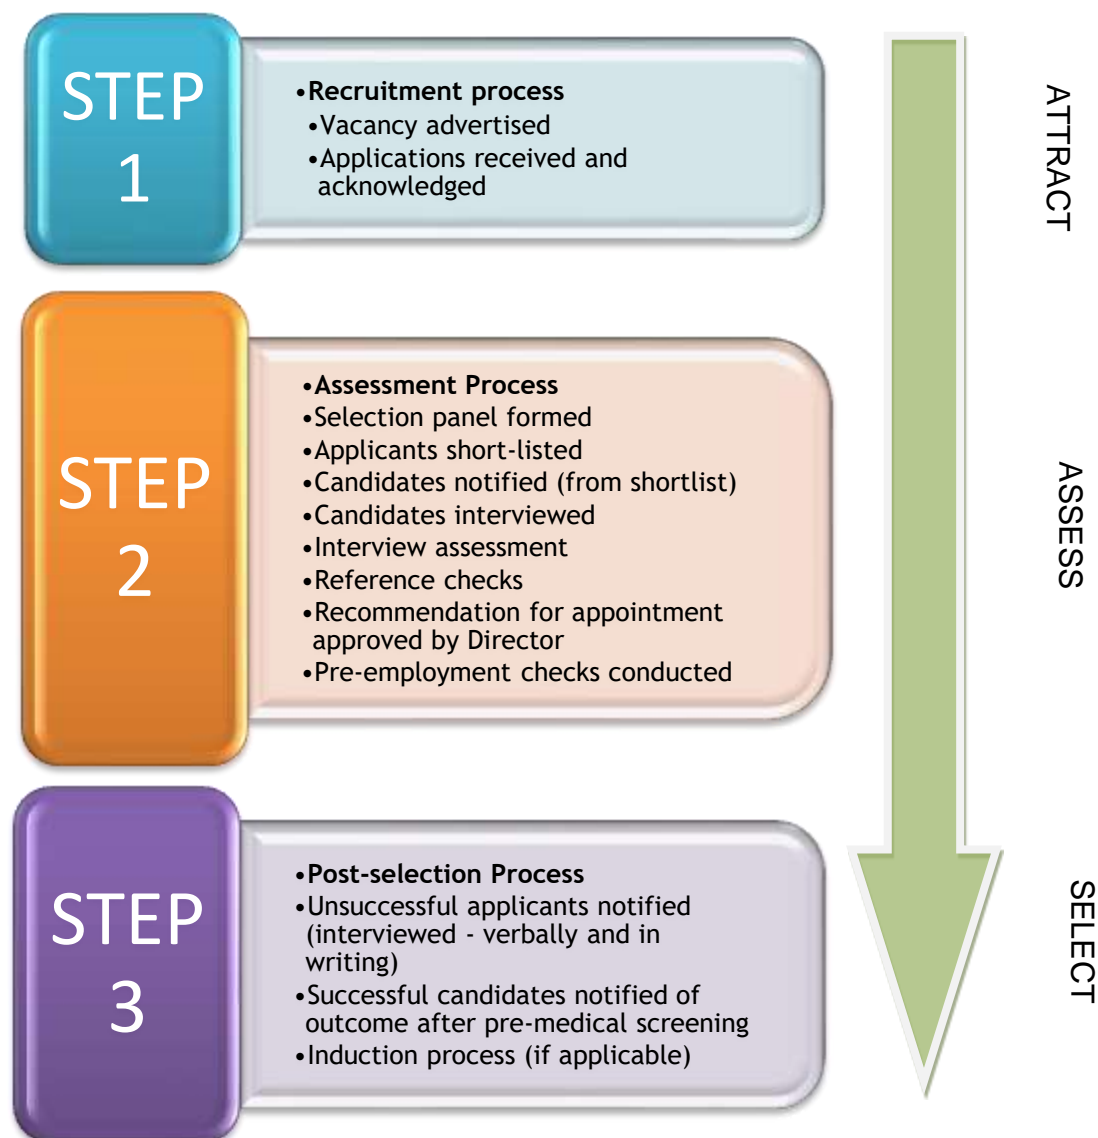 STEP
1
•Recruitment process
•Vacancy advertised
•Applications received and
acknowledged
ATTRACT
STEP
2
•Assessment Process
•Selection panel formed
•Applicants short-listed
•Candidates notified (from shortlist)
•Candidates interviewed
•Interview assessment
•Reference checks
•Recommendation for appointment
approved by Director
•Pre-employment checks conducted
ASSESS
STEP
3
•Post-selection Process
•Unsuccessful applicants notified
(interviewed - verbally and in
writing)
•Successful candidates notified of
outcome after pre-medical screening
•Induction process (if applicable)
SELECT